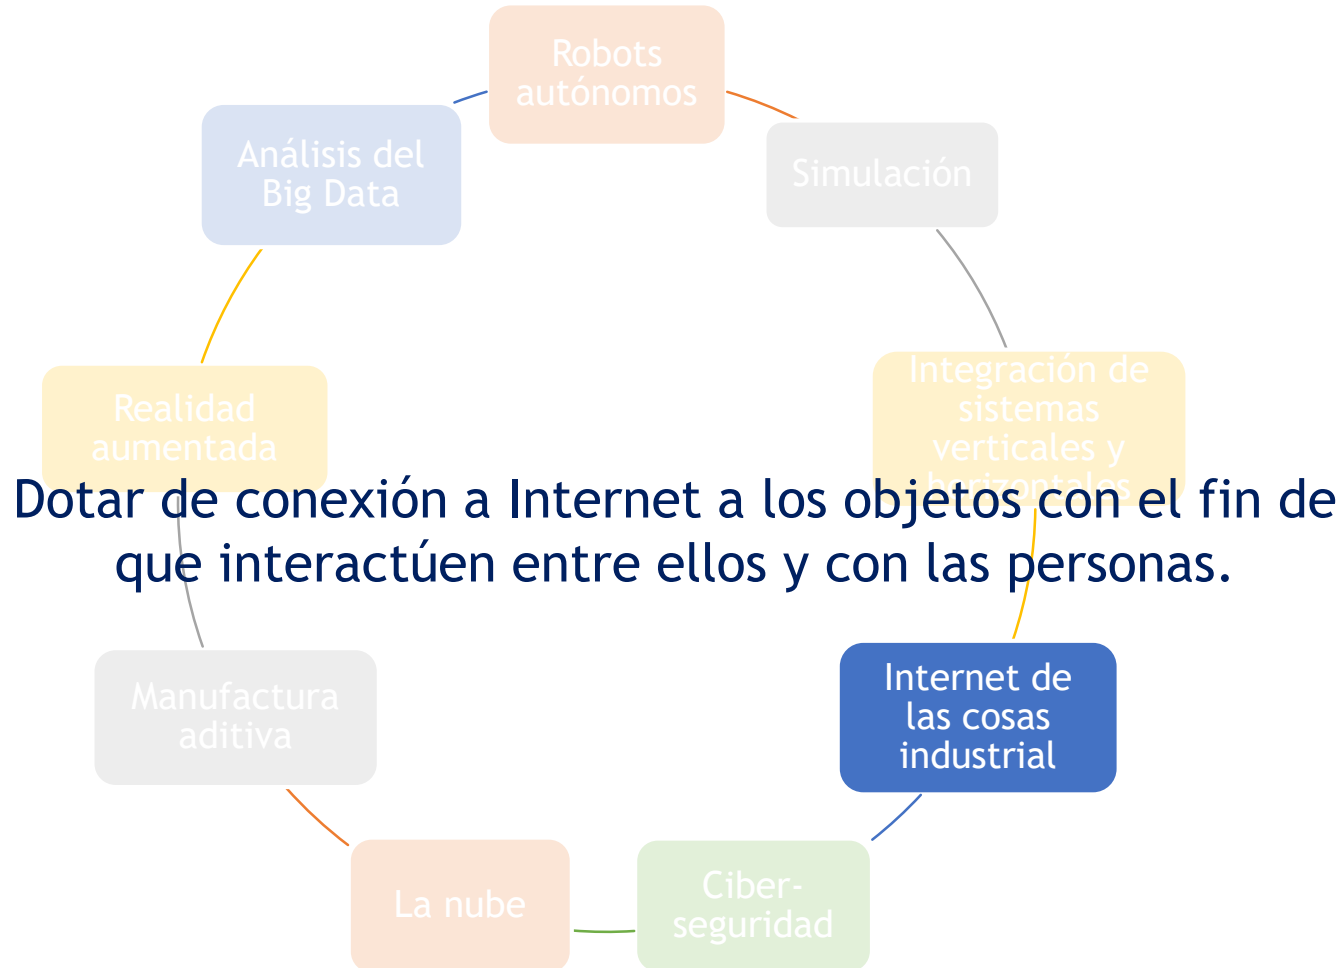 Robots
autónomos
Análisis del
Big Data
Simulación
Integración de
sistemas
verticales y
horizontales
Realidad
aumentada
Dotar de conexión a Internet a los objetos con el fin de
que interactúen entre ellos y con las personas.
Internet de
las cosas
industrial
Manufactura
aditiva
Ciber-
seguridad
La nube